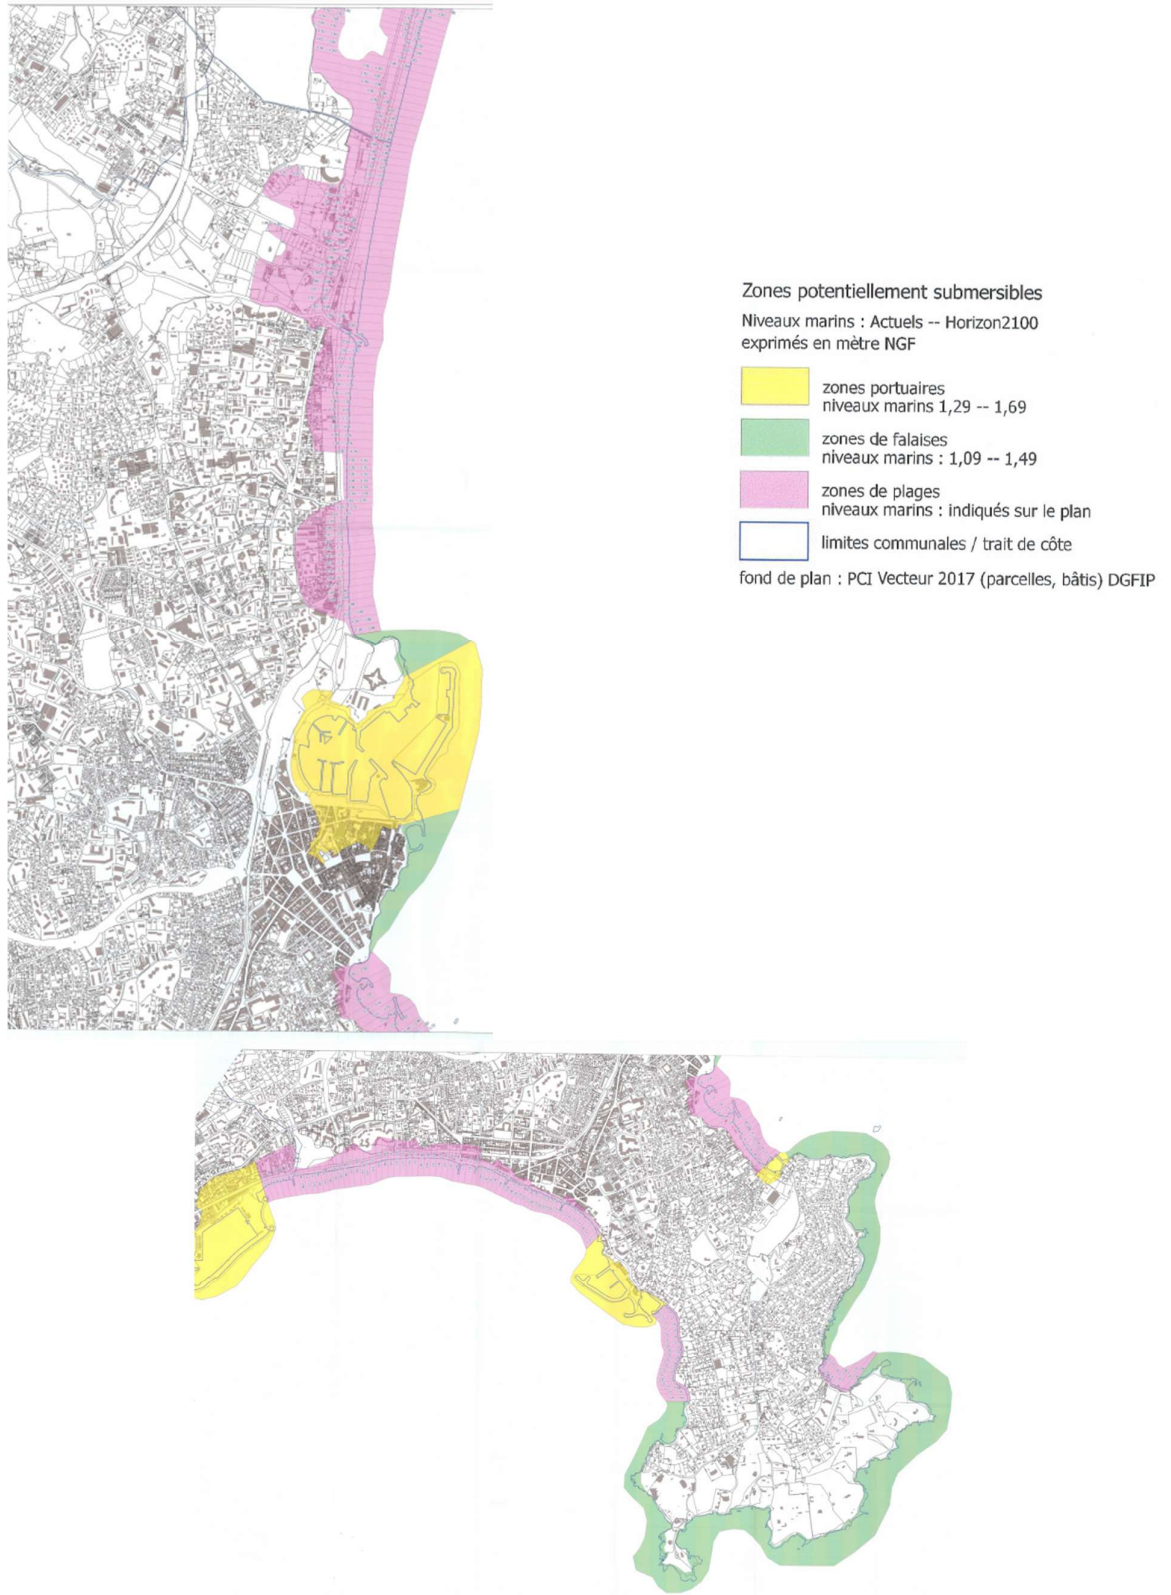 Zones potentiellement submersibles
Niveaux marins : Actuels -- Horizon2100
exprimés en mètre NGF
zones portuaires
niveaux marins 1,29 -- 1,69
zones de falaises
niveaux marins : 1,09 -- 1,49
zones de plages
niveaux marins : indiqués sur le plan
limites communales / trait de côte
fond de plan : PCI Vecteur 2017 (parcelles, bâtis) DGFIP